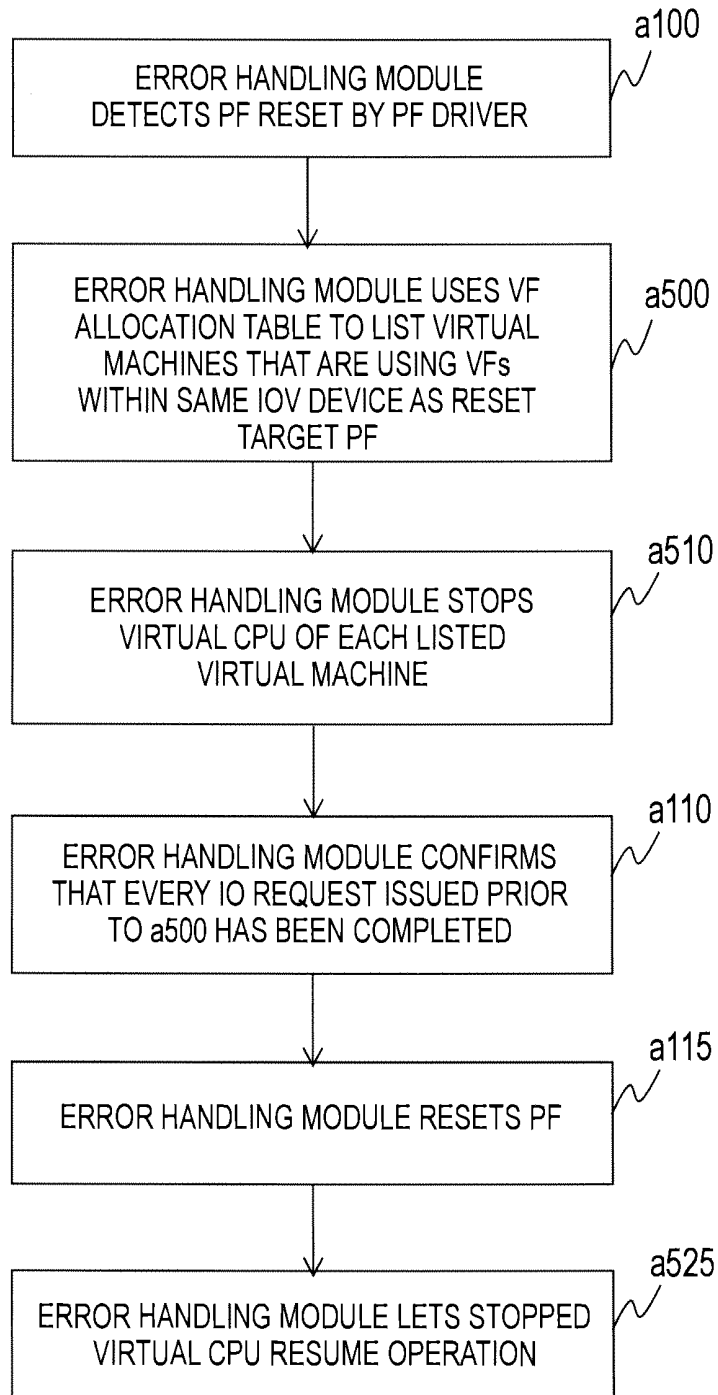 a100
ERROR HANDLING MODULE
DETECTS PF RESET BY PF DRIVER
a500
ERROR HANDLING MODULE USES VF
ALLOCATION TABLE TO LIST VIRTUAL
MACHINES THAT ARE USING VFs
WITHIN SAME IOV DEVICE AS RESET
TARGET PF
a510
ERROR HANDLING MODULE STOPS
VIRTUAL CPU OF EACH LISTED
VIRTUAL MACHINE
a110
ERROR HANDLING MODULE CONFIRMS
THAT EVERY IO REQUEST ISSUED PRIOR
TO a500 HAS BEEN COMPLETED
a115
ERROR HANDLING MODULE RESETS PF
a525
ERROR HANDLING MODULE LETS STOPPED
VIRTUAL CPU RESUME OPERATION